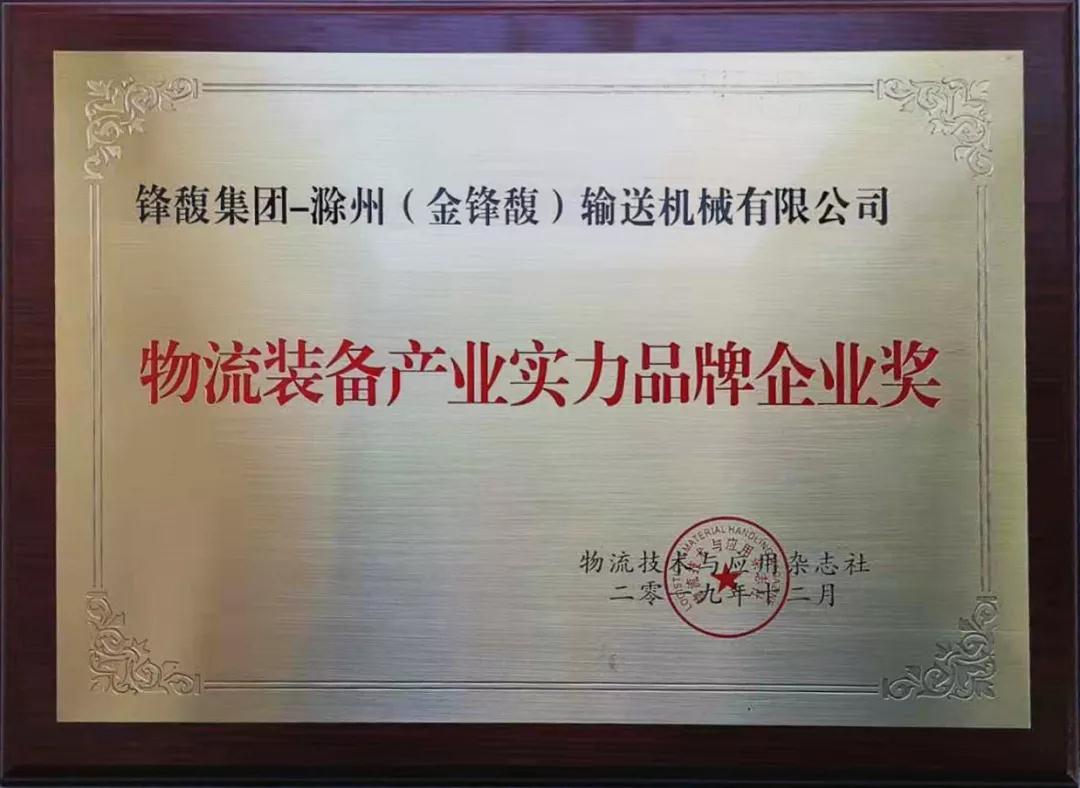 锋馥集团-滁州（金锋馥）输送机械有限公司
物流装备产业实力品牌企业奖
物流技术与应用杂志社
二零一九年十二月
MATERIAL HANDLING